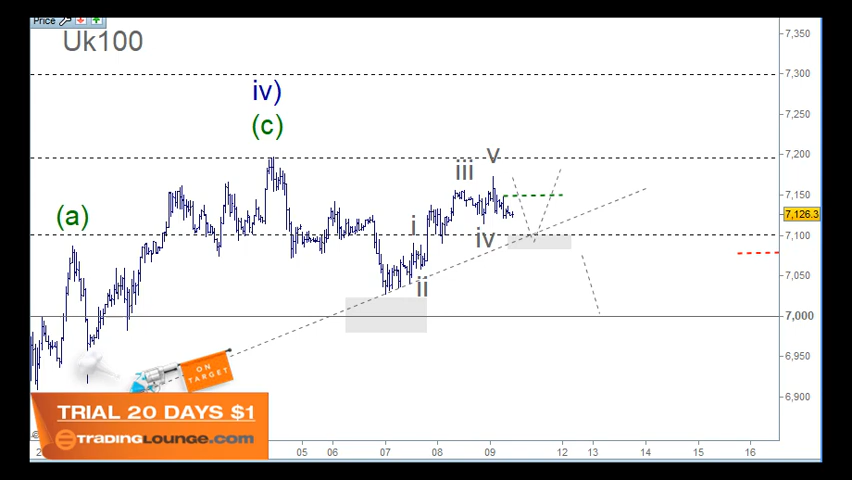 Price
Uk100
7,350
7,300
iv)
7,250
(c)
7,200
v
iii
7,150
(a)
7,126.3
i
iv
7,100
7,050
ii
7,000
ON
TARGET
6,950
6,900
TRIAL 20 DAYS $1
TRADINGLOUNGE.COM
05 06 07 08 09 12 13 14 15 16